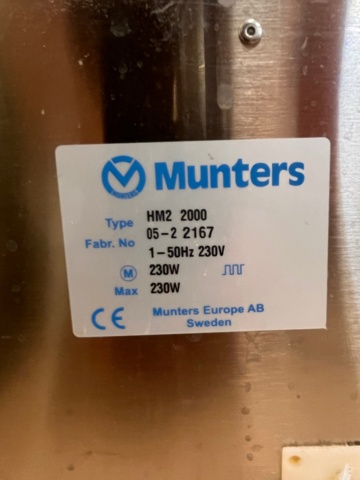 Munters
Type HM2 2000
Fabr. No 05-2 2167
1-50Hz 230V
M 230W
Max 230W
CE Munters Europe AB
Sweden